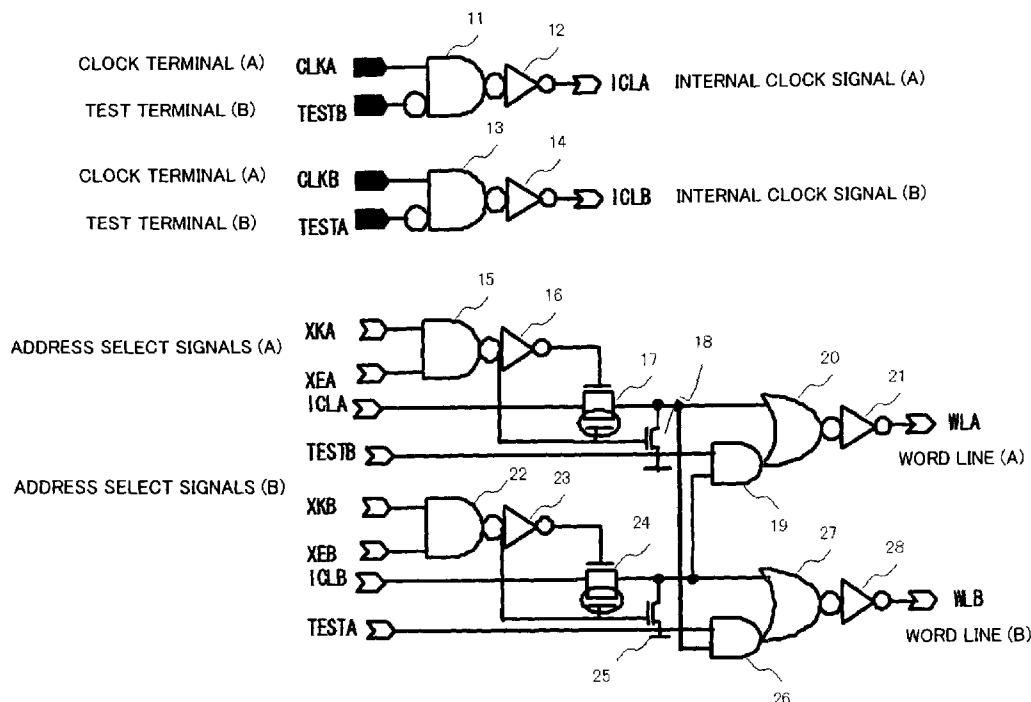 11
12
CLOCK TERMINAL (A) CLKA ICLA INTERNAL CLOCK SIGNAL (A)
TEST TERMINAL (B) TESTB
13
14
CLOCK TERMINAL (A) CLKB ICLB INTERNAL CLOCK SIGNAL (B)
TEST TERMINAL (B) TESTA
15
16
XKA
ADDRESS SELECT SIGNALS (A)
17
18
20
XEA
21
ICLA
WLA
TESTB
WORD LINE (A)
ADDRESS SELECT SIGNALS (B)
22
23
XKB
24
19
27
XEB
28
ICLB
WLB
TESTA
WORD LINE (B)
25
26